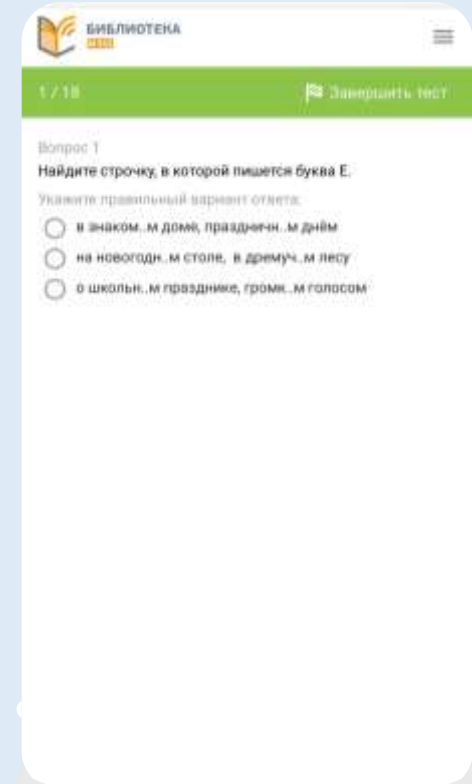 БИБЛИОТЕКА
МЭШ
1 / 18
Завершить тест
Вопрос 1
Найдите строчку, в которой пишется буква Е.
Укажите правильный вариант ответа:
в знаком..м доме, праздничн..м днём
на новогодн..м столе, в дремуч..м лесу
о школьн..м празднике, громк..м голосом